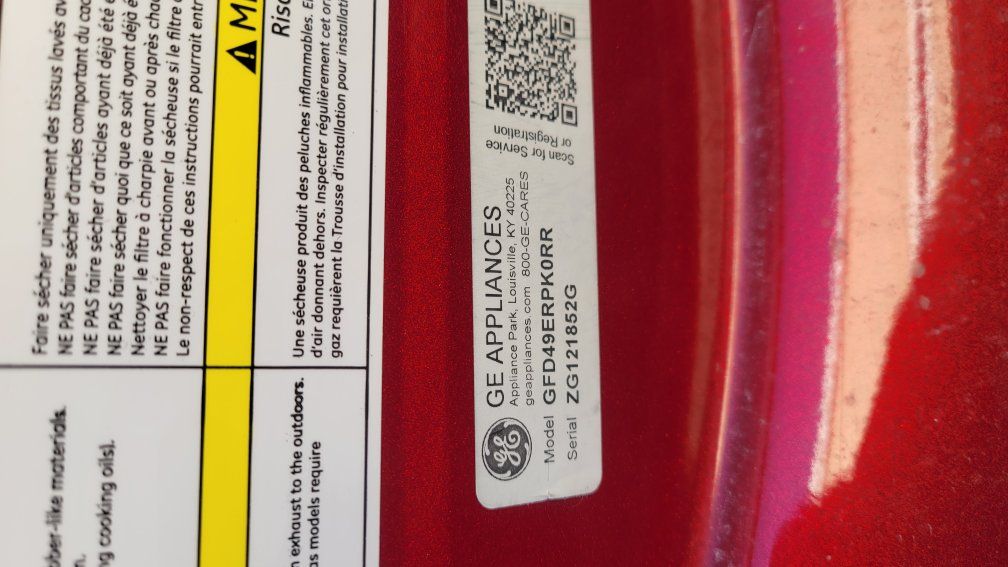 ober-like materials.
n.
ng cooking oils).
Faire sécher uniquement des tissus lavés
NE PAS faire sécher d'articles comportant du
NE PAS faire sécher d'articles ayant déjà été
NE PAS faire sécher quoi que ce soit ayant déjà
Nettoyer le filtre à charpie avant ou après
NE PAS faire fonctionner la sécheuse si le filtre
Le non-respect de ces instructions pourrait
n exhaust to the outdoors.
as models require
Une sécheuse produit des peluches inflammables.
d'air donnant dehors. Inspecter régulièrement cet
gaz requièrent la Trousse d'installation pour
GE
GE APPLIANCES
Appliance Park, Louisville, KY 40225
geappliances.com 800-GE-CARES
Model GFD49ERPK0RR
Serial ZG121852G
Scan for Service
or Registration